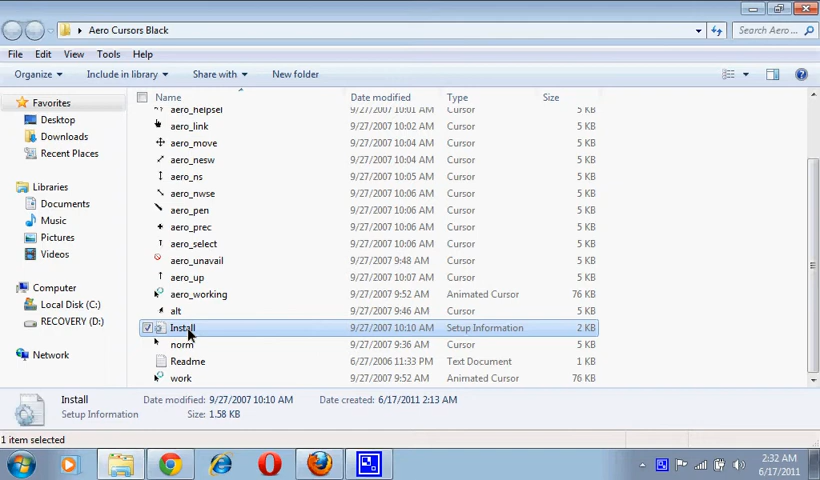 Aero Cursors Black
Search Aero ...
File Edit View Tools Help
Organize Include in library Share with New folder
Name Date modified Type Size
Favorites
Desktop
Downloads
Recent Places
Libraries
Documents
Music
Pictures
Videos
Computer
Local Disk (C:)
RECOVERY (D:)
Network
aero_helpsel 9/27/2007 10:01 AM Cursor 5 KB
aero_link 9/27/2007 10:02 AM Cursor 5 KB
aero_move 9/27/2007 10:04 AM Cursor 5 KB
aero_nesw 9/27/2007 10:04 AM Cursor 5 KB
aero_ns 9/27/2007 10:05 AM Cursor 5 KB
aero_nwse 9/27/2007 10:06 AM Cursor 5 KB
aero_pen 9/27/2007 10:06 AM Cursor 5 KB
aero_prec 9/27/2007 10:06 AM Cursor 5 KB
aero_select 9/27/2007 10:06 AM Cursor 5 KB
aero_unavail 9/27/2007 9:48 AM Cursor 5 KB
aero_up 9/27/2007 10:07 AM Cursor 5 KB
aero_working 9/27/2007 9:52 AM Animated Cursor 76 KB
alt 9/27/2007 9:46 AM Cursor 5 KB
Install 9/27/2007 10:10 AM Setup Information 2 KB
norm 9/27/2007 9:36 AM Cursor 5 KB
Readme 6/27/2006 11:33 PM Text Document 1 KB
work 9/27/2007 9:52 AM Animated Cursor 76 KB
Install Date modified: 9/27/2007 10:10 AM Date created: 6/17/2011 2:13 AM
Setup Information Size: 1.58 KB
1 item selected
2:32 AM
6/17/2011